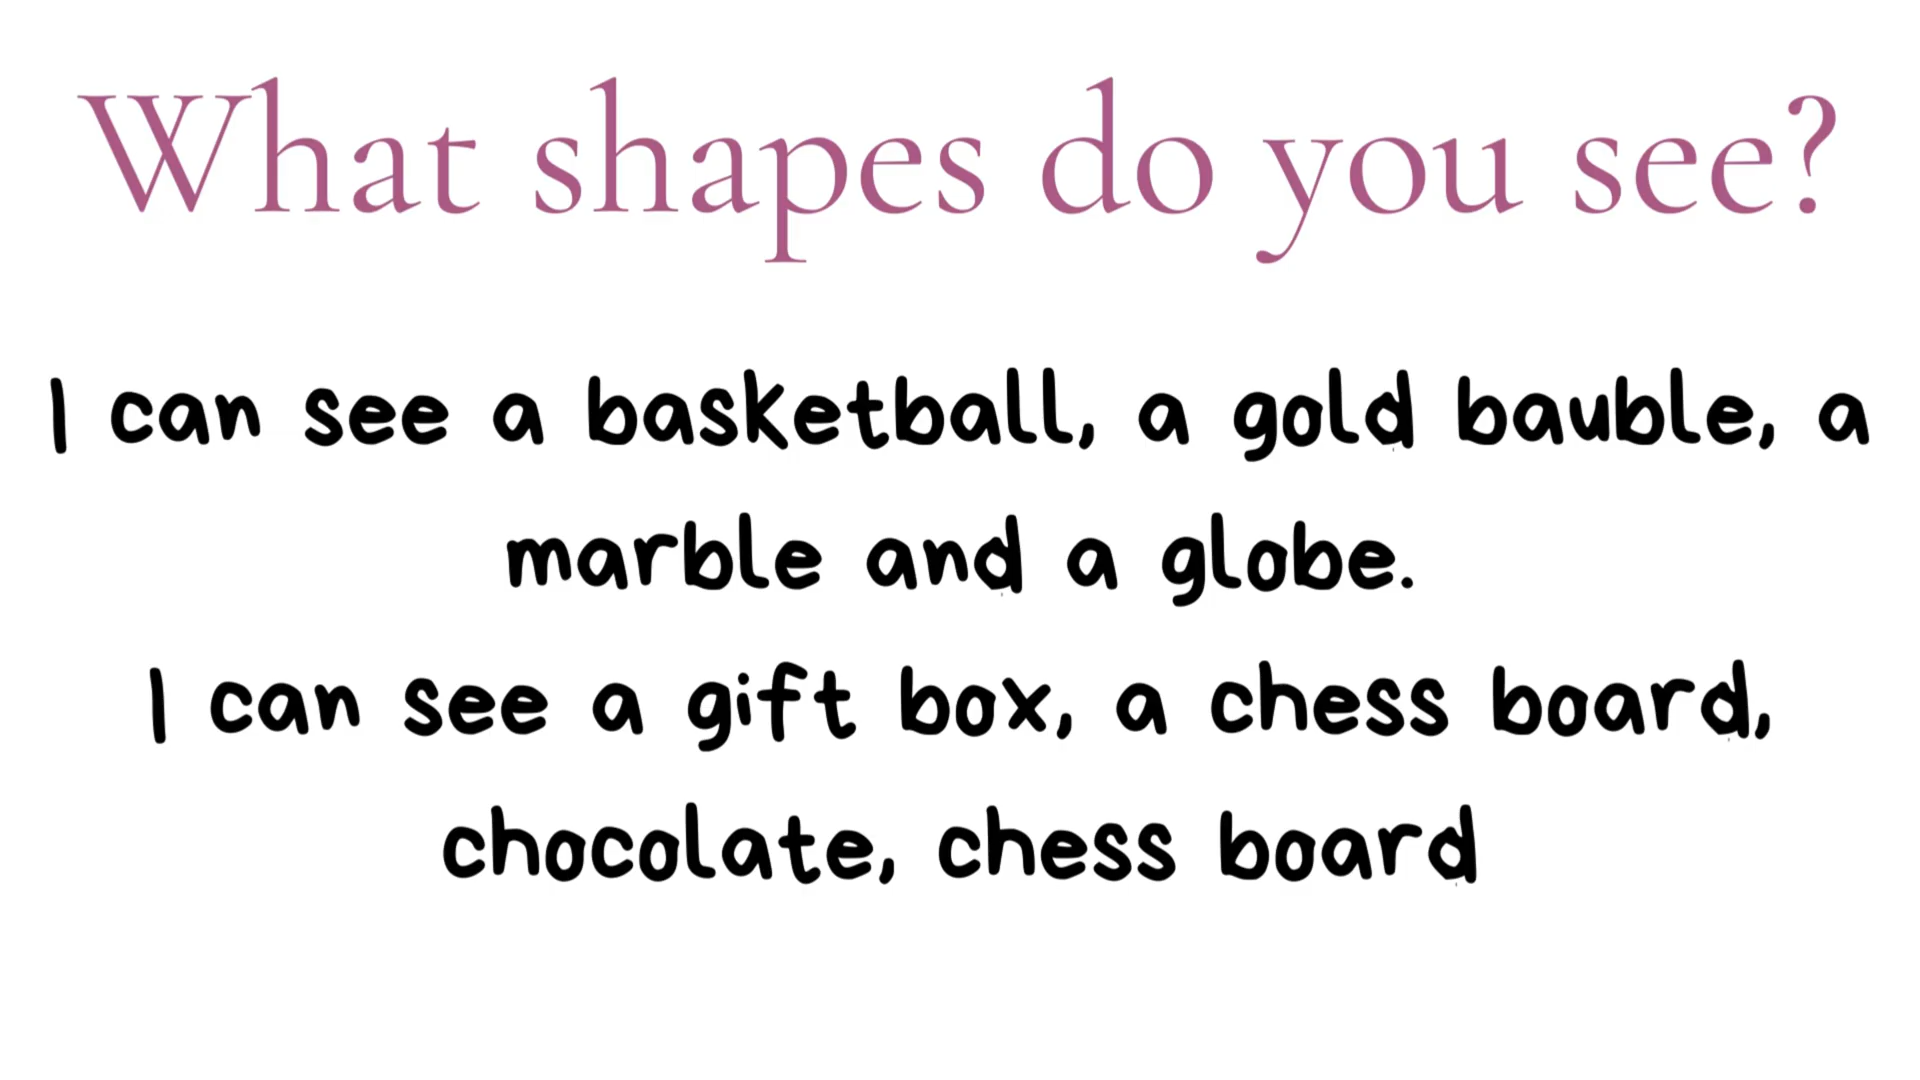 What shapes do you see?
I can see a basketball, a gold bauble, a
marble and a globe.
I can see a gift box, a chess board,
chocolate, chess board